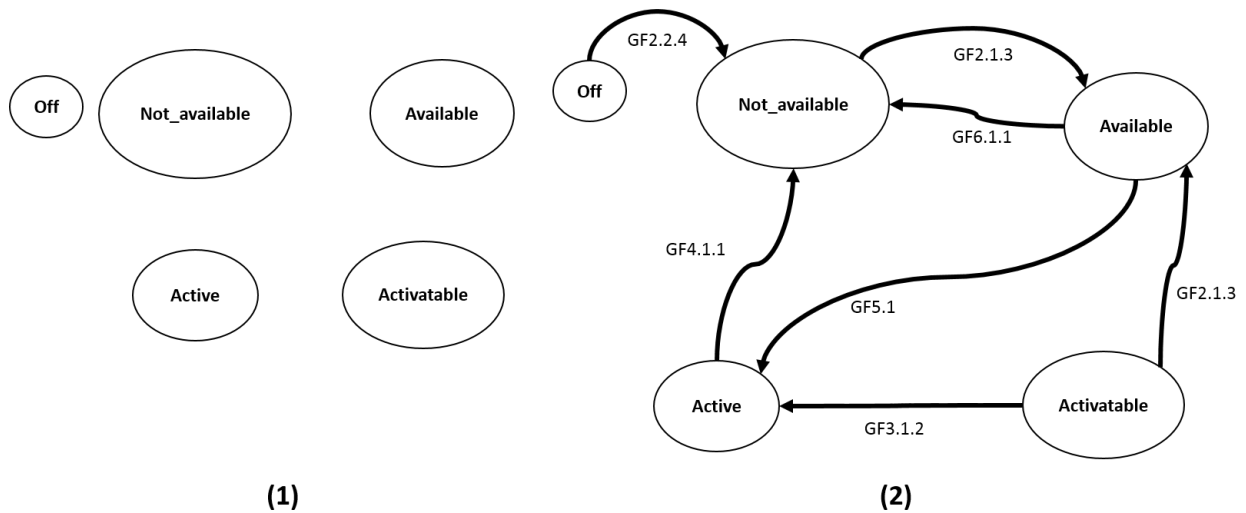 Off
Not_available
Available
Active
Activatable
(1)
GF2.2.4
Off
Not_available
GF2.1.3
Available
GF6.1.1
GF4.1.1
GF5.1
GF2.1.3
Active
Activatable
GF3.1.2
(2)